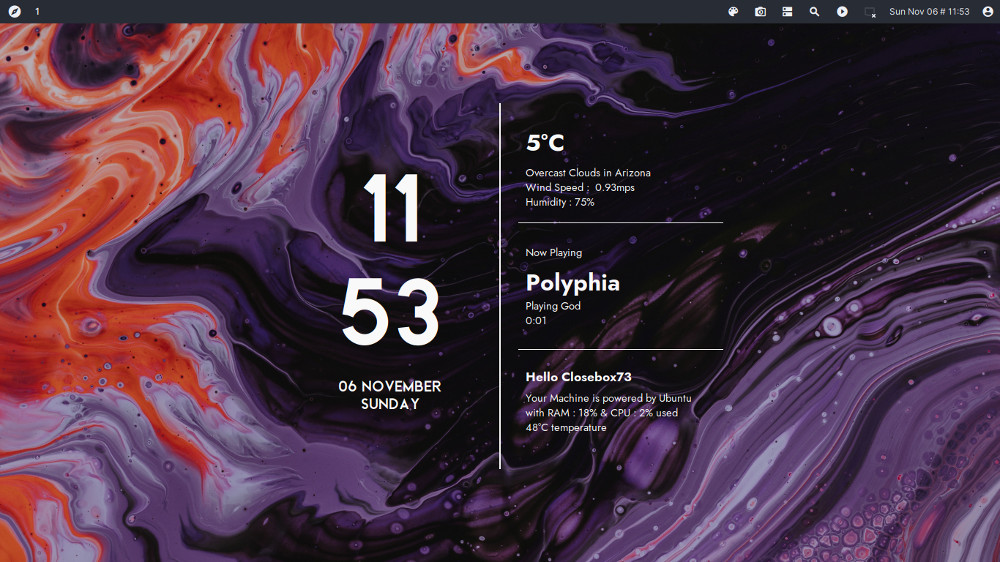 1
Sun Nov 06 # 11:53
11
53
06 NOVEMBER
SUNDAY
5°C
Overcast Clouds in Arizona
Wind Speed : 0.93mps
Humidity : 75%
Now Playing
Polyphia
Playing God
0:01
Hello Closebox73
Your Machine is powered by Ubuntu
with RAM : 18% & CPU : 2% used
48°C temperature